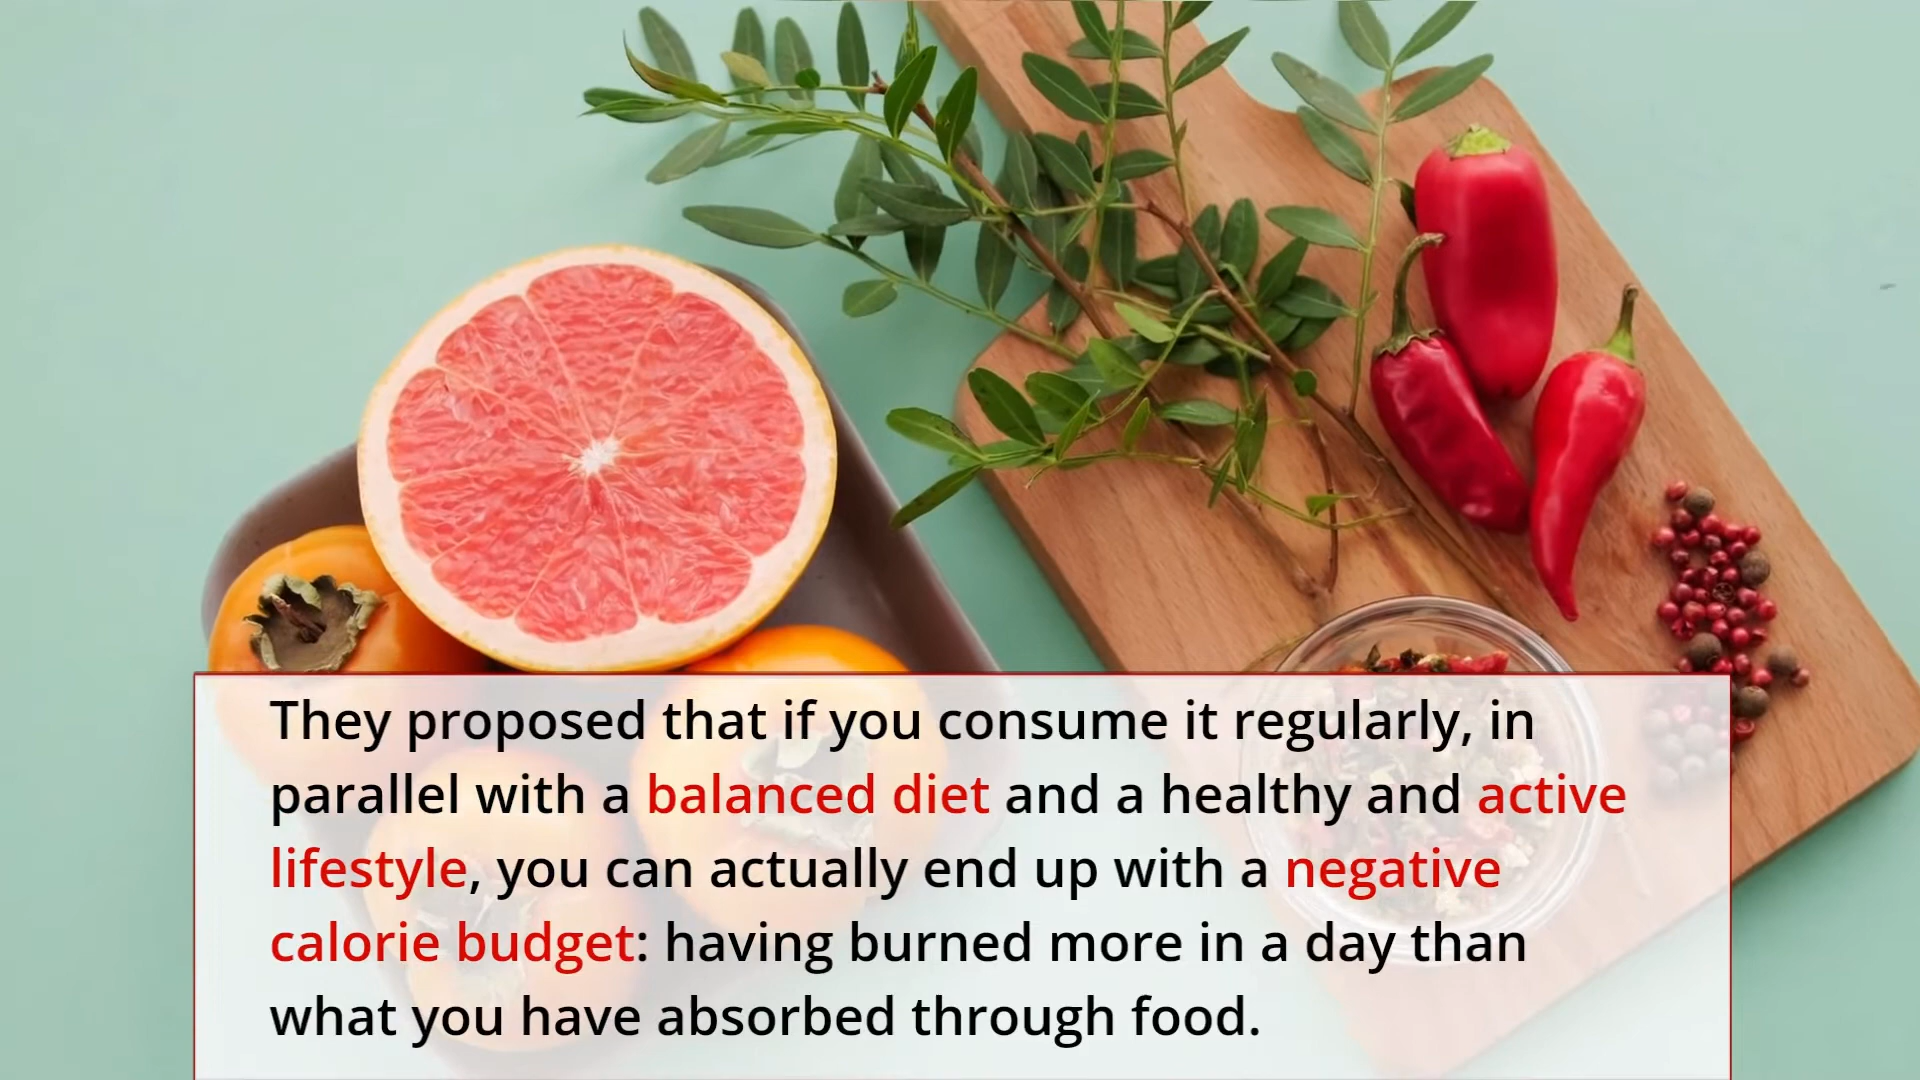 They proposed that if you consume it regularly, in
parallel with a balanced diet and a healthy and active
lifestyle, you can actually end up with a negative
calorie budget: having burned more in a day than
what you have absorbed through food.